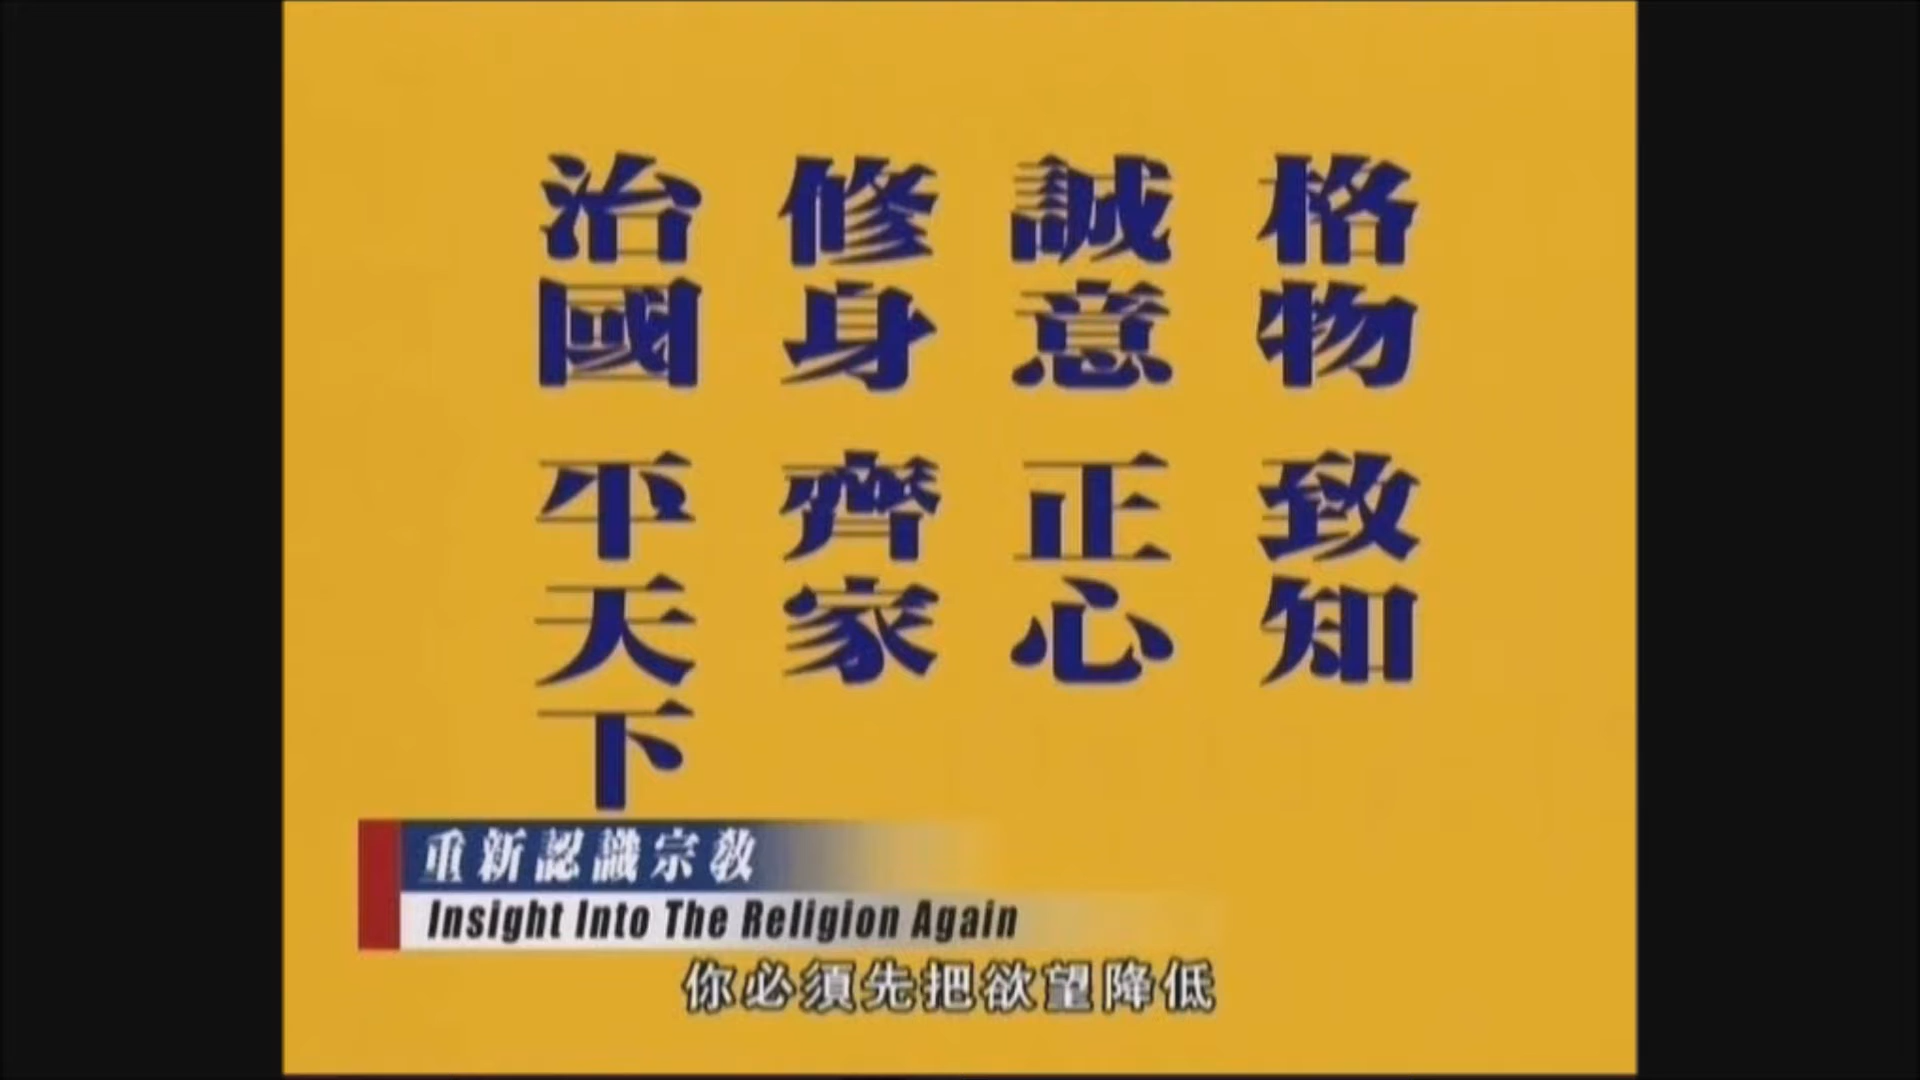 格物致知
誠意正心
修身齊家
治國平天下
重新認識宗教
Insight Into The Religion Again
你必須先把欲望降低